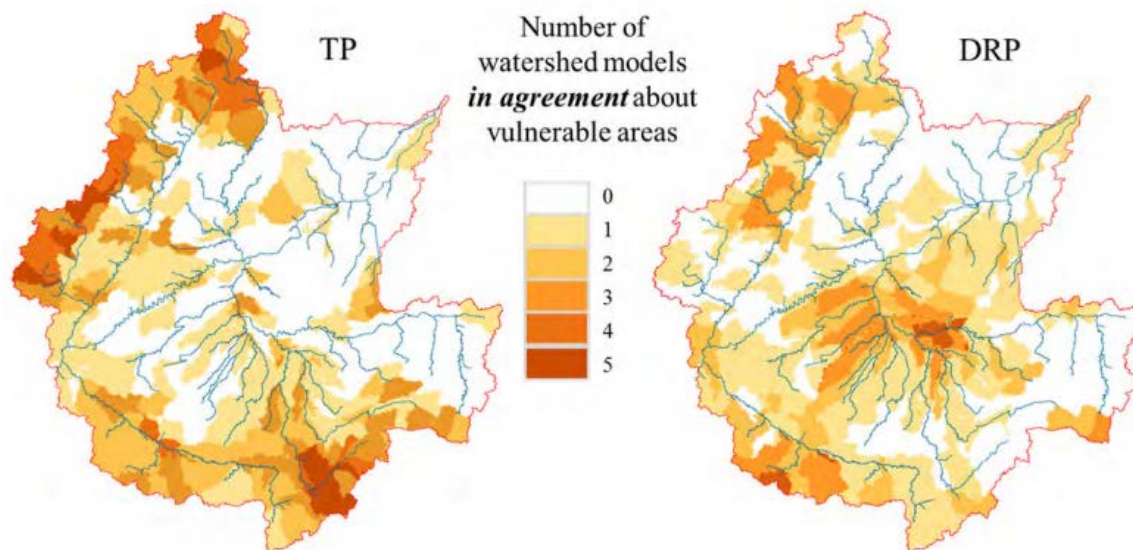 TP
Number of
watershed models
in agreement about
vulnerable areas
DRP
0
1
2
3
4
5